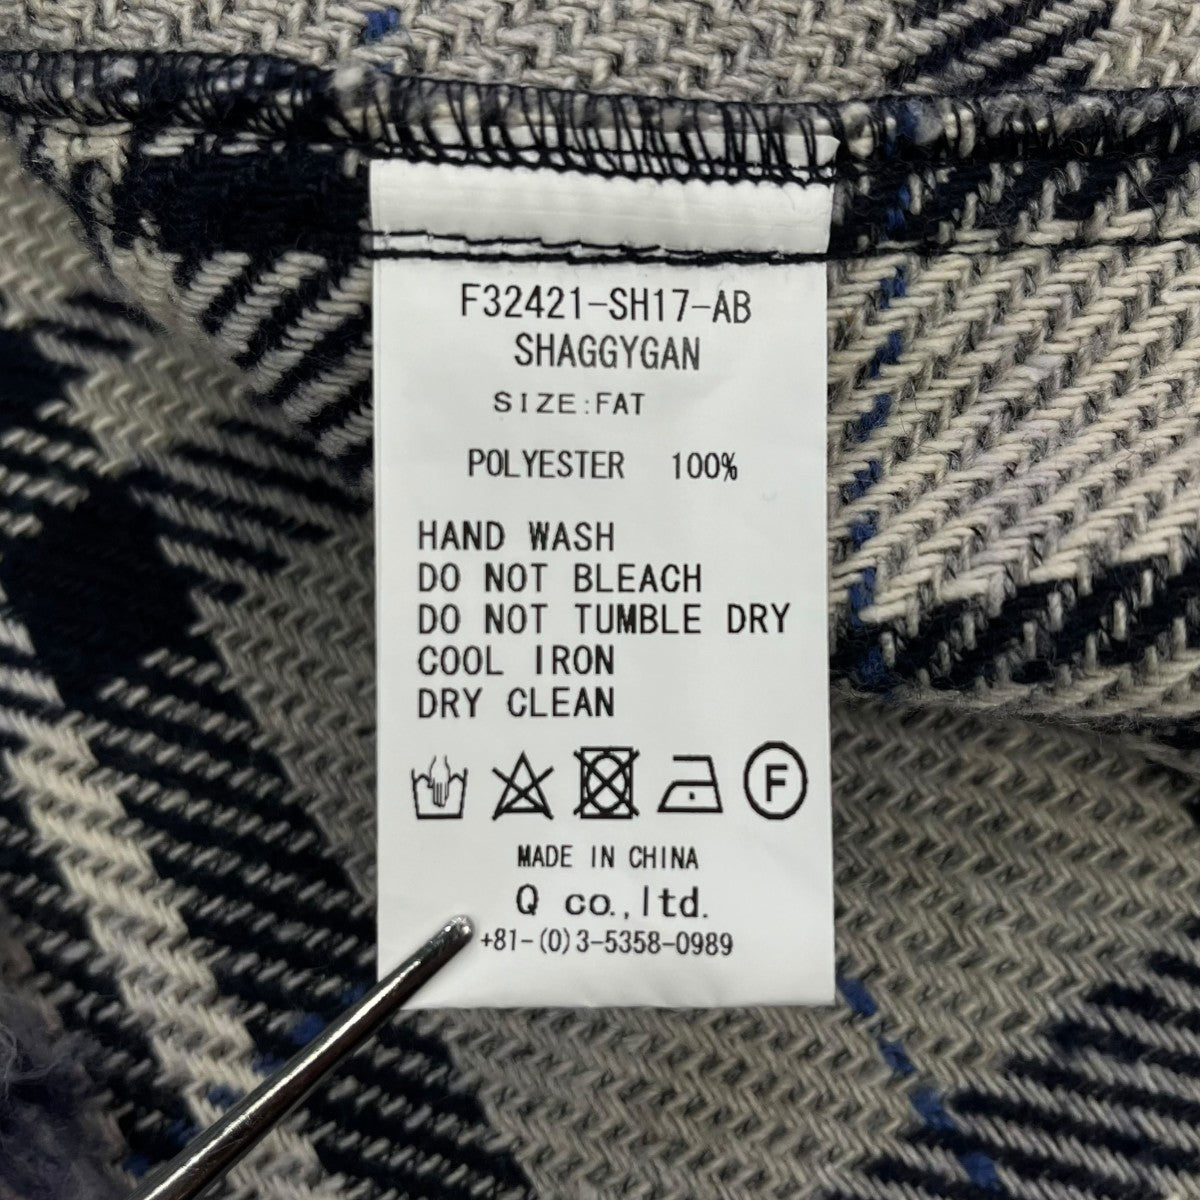 F32421-SH17-AB
SHAGGYGAN
SIZE:FAT
POLYESTER 100%
HAND WASH
DO NOT BLEACH
DO NOT TUMBLE DRY
COOL IRON
DRY CLEAN
F
MADE IN CHINA
Q co.,ltd.
+81-(0)3-5358-0989